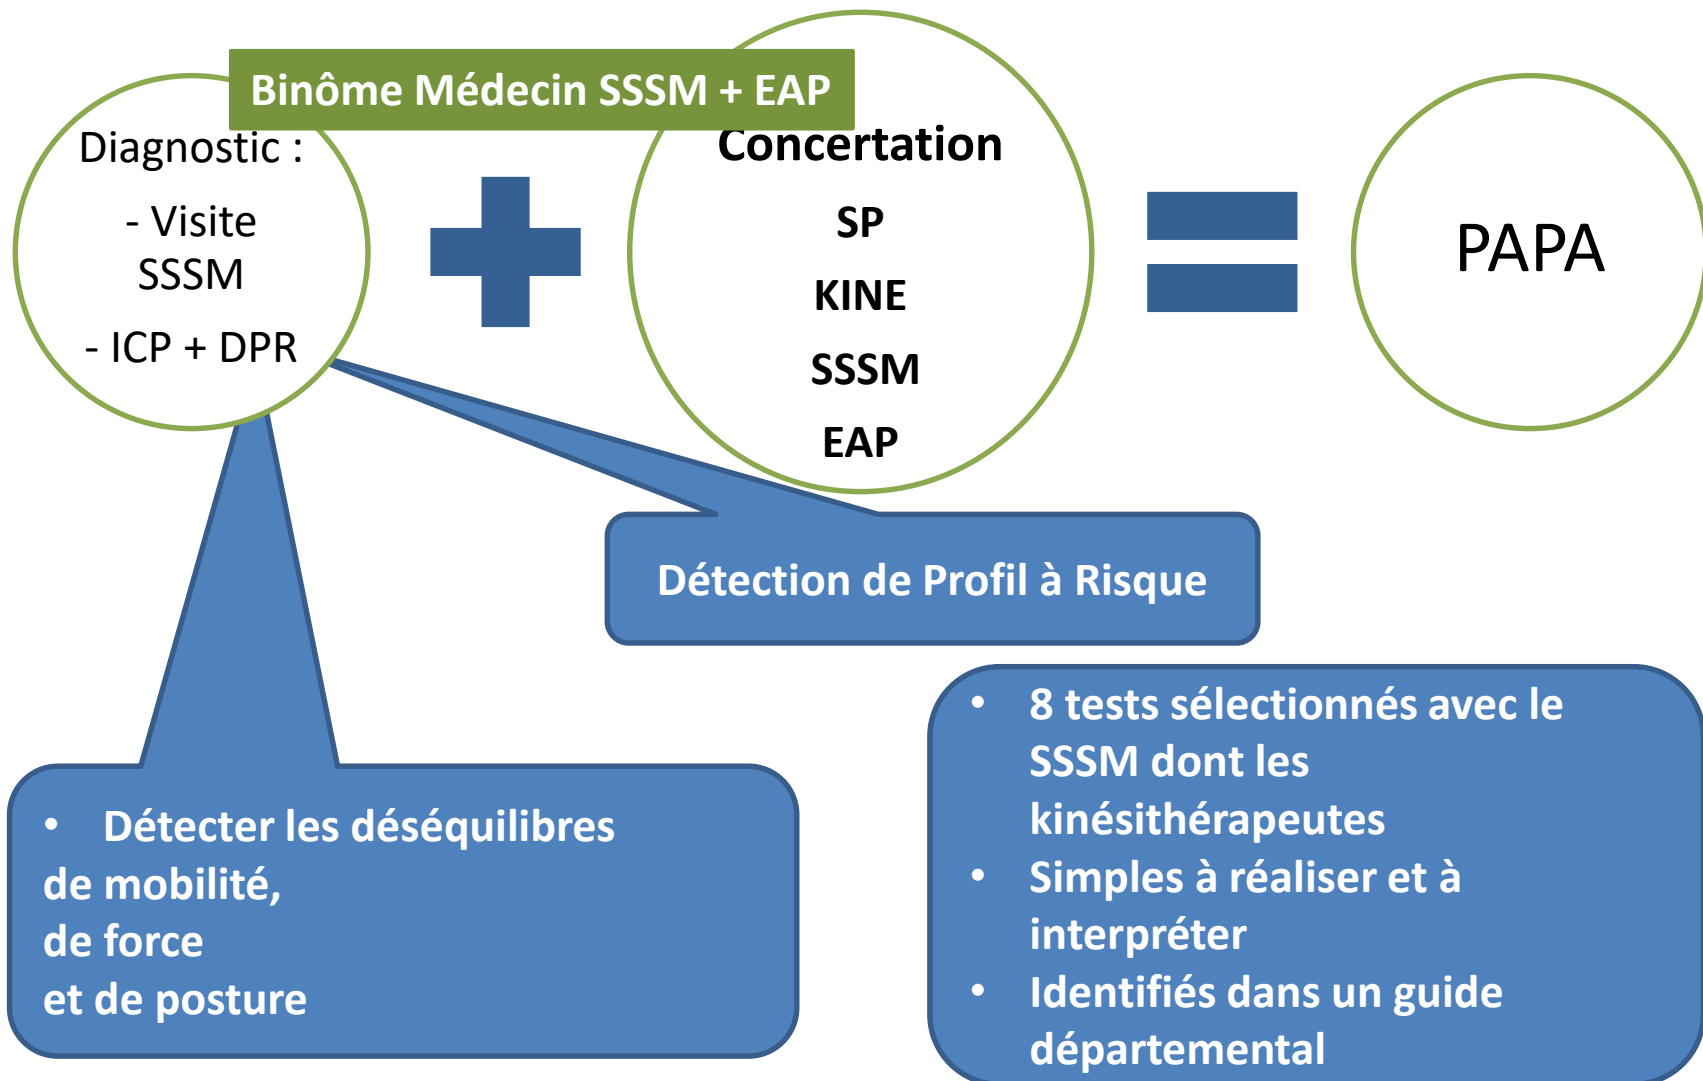 Binôme Médecin SSSM + EAP
Diagnostic :
- Visite
SSSM
- ICP + DPR
Concertation
SP
KINE
SSSM
EAP
PAPA
Détection de Profil à Risque
• Détecter les déséquilibres
de mobilité,
de force
et de posture
• 8 tests sélectionnés avec le
SSSM dont les
kinésithérapeutes
• Simples à réaliser et à
interpréter
• Identifiés dans un guide
départemental